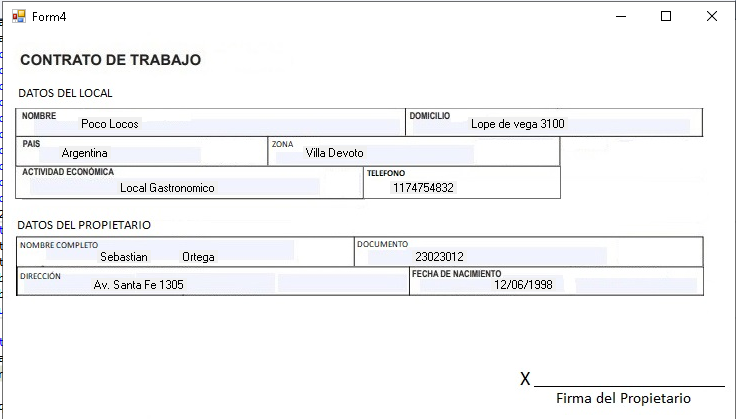 Form4
CONTRATO DE TRABAJO
DATOS DEL LOCAL
NOMBRE
Poco Locos
DOMICILIO
Lope de vega 3100
PAIS
Argentina
ZONA
Villa Devoto
ACTIVIDAD ECONÓMICA
Local Gastronomico
TELEFONO
1174754832
DATOS DEL PROPIETARIO
NOMBRE COMPLETO
Sebastian Ortega
DOCUMENTO
23023012
DIRECCIÓN
Av. Santa Fe 1305
FECHA DE NACIMIENTO
12/06/1998
X
Firma del Propietario